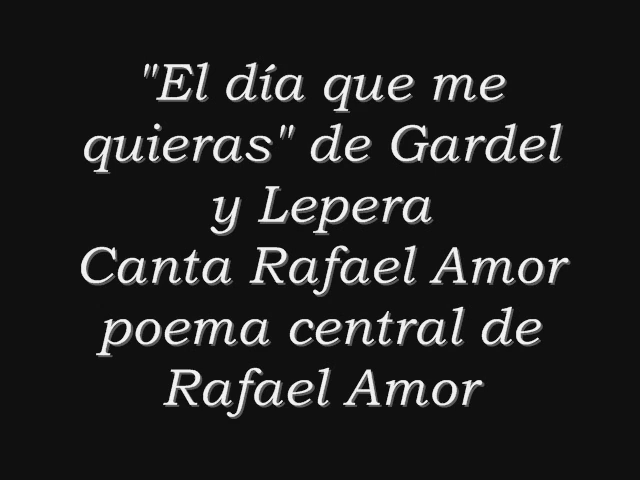 "El día que me
quieras" de Gardel
y Lepera
Canta Rafael Amor
poema central de
Rafael Amor